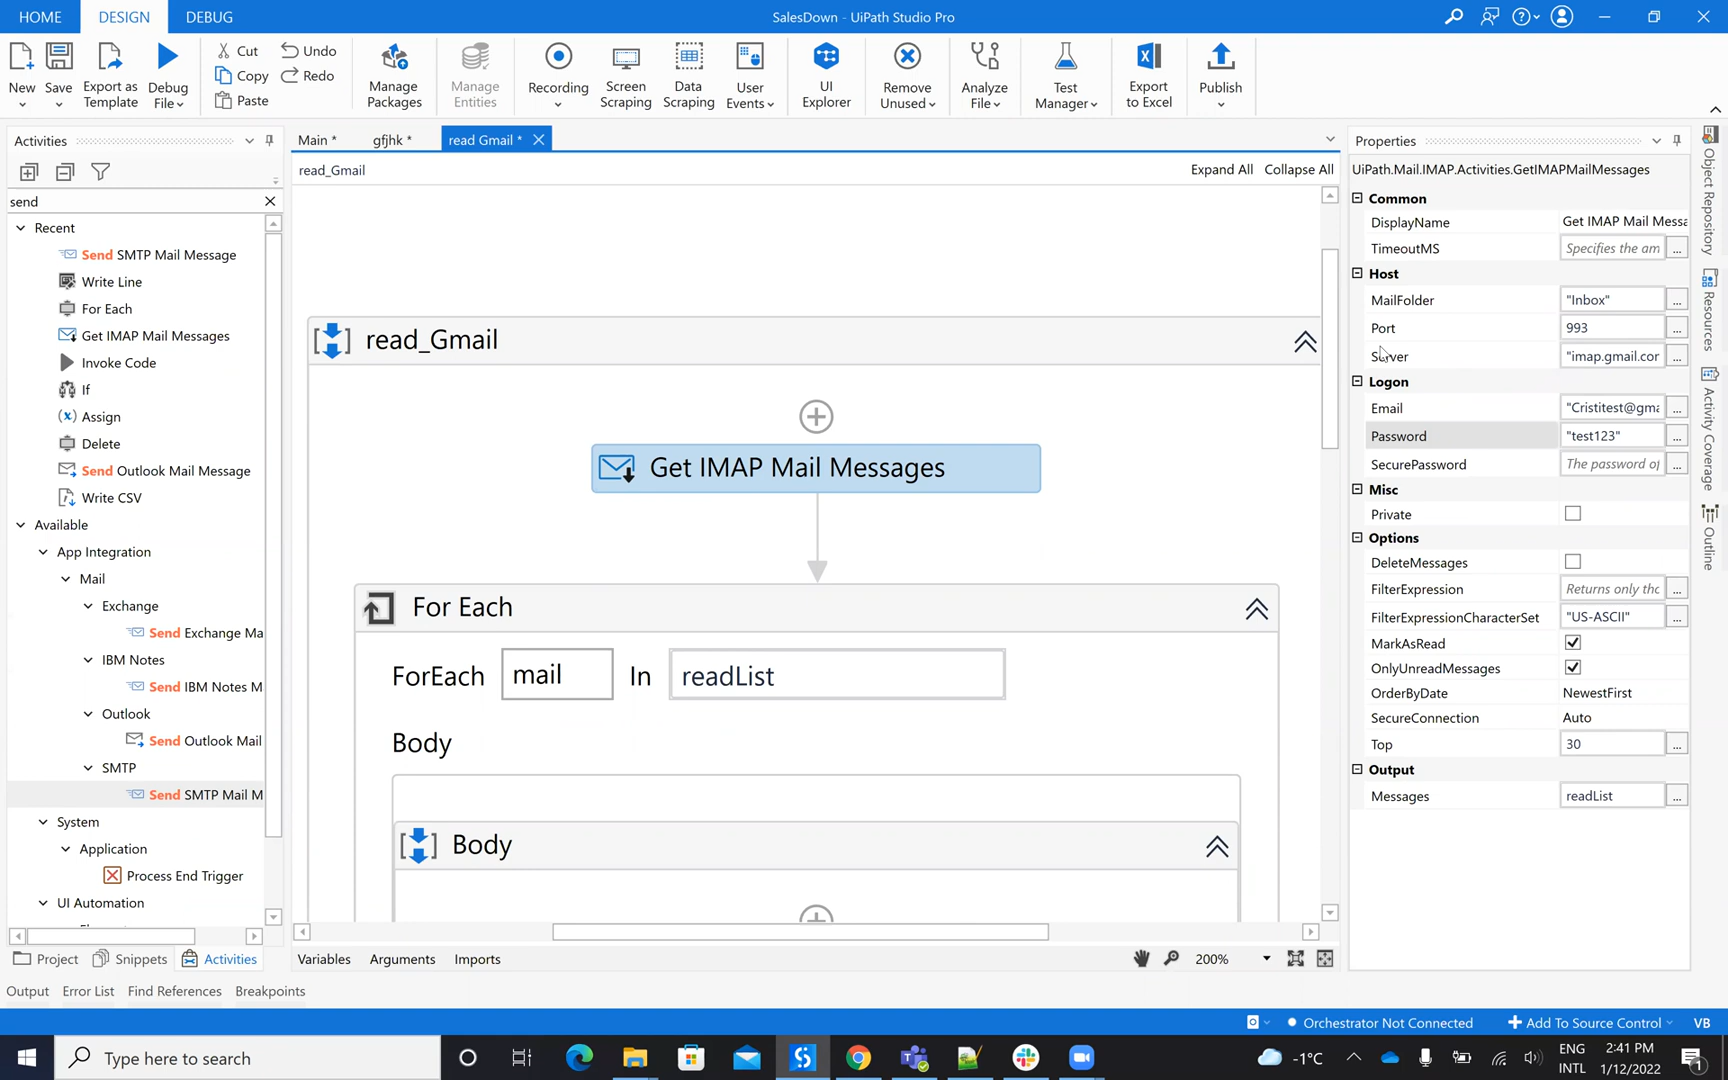 HOME
DESIGN
DEBUG
SalesDown - UiPath Studio Pro
New
Save
Export as
Template
Debug
File
Cut
Copy
Paste
Undo
Redo
Manage
Packages
Manage
Entities
Recording
Screen
Scraping
Data
Scraping
User
Events
UI
Explorer
Remove
Unused
Analyze
File
Test
Manager
Export
to Excel
Publish
Activities
send
Recent
Send SMTP Mail Message
Write Line
For Each
Get IMAP Mail Messages
Invoke Code
If
Assign
Delete
Send Outlook Mail Message
Write CSV
Available
App Integration
Mail
Exchange
Send Exchange Ma
IBM Notes
Send IBM Notes M
Outlook
Send Outlook Mail
SMTP
Send SMTP Mail M
System
Application
Process End Trigger
UI Automation
Project
Snippets
Activities
Main *
gfjhk *
read Gmail *
read_Gmail
Expand All
Collapse All
read_Gmail
Get IMAP Mail Messages
For Each
ForEach
mail
In
readList
Body
Body
Variables
Arguments
Imports
200%
Properties
UiPath.Mail.IMAP.Activities.GetIMAPMailMessages
Common
DisplayName
Get IMAP Mail Messa
TimeoutMS
Specifies the am
Host
MailFolder
"Inbox"
Port
993
Server
"imap.gmail.cor
Logon
Email
"Cristitest@gma
Password
"test123"
SecurePassword
The password of
Misc
Private
Options
DeleteMessages
FilterExpression
Returns only tho
FilterExpressionCharacterSet
"US-ASCII"
MarkAsRead
OnlyUnreadMessages
OrderByDate
NewestFirst
SecureConnection
Auto
Top
30
Output
Messages
readList
Object Repository
Resources
Activity Coverage
Outline
Output
Error List
Find References
Breakpoints
Orchestrator Not Connected
Add To Source Control
VB
Type here to search
-1°C
ENG
INTL
2:41 PM
1/12/2022
1